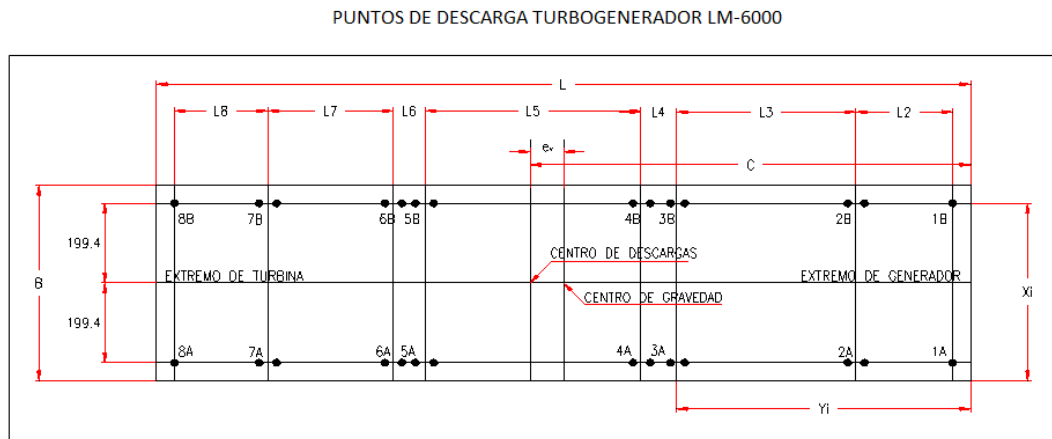 PUNTOS DE DESCARGA TURBOGENERADOR LM-6000
L
L8 L7 L6 L5 L4 L3 L2
ev
C
8B 7B 6B 5B 4B 3B 2B 1B
199.4
CENTRO DE DESCARGAS
EXTREMO DE TURBINA EXTREMO DE GENERADOR
B
CENTRO DE GRAVEDAD
Xi
199.4
8A 7A 6A 5A 4A 3A 2A 1A
Yi